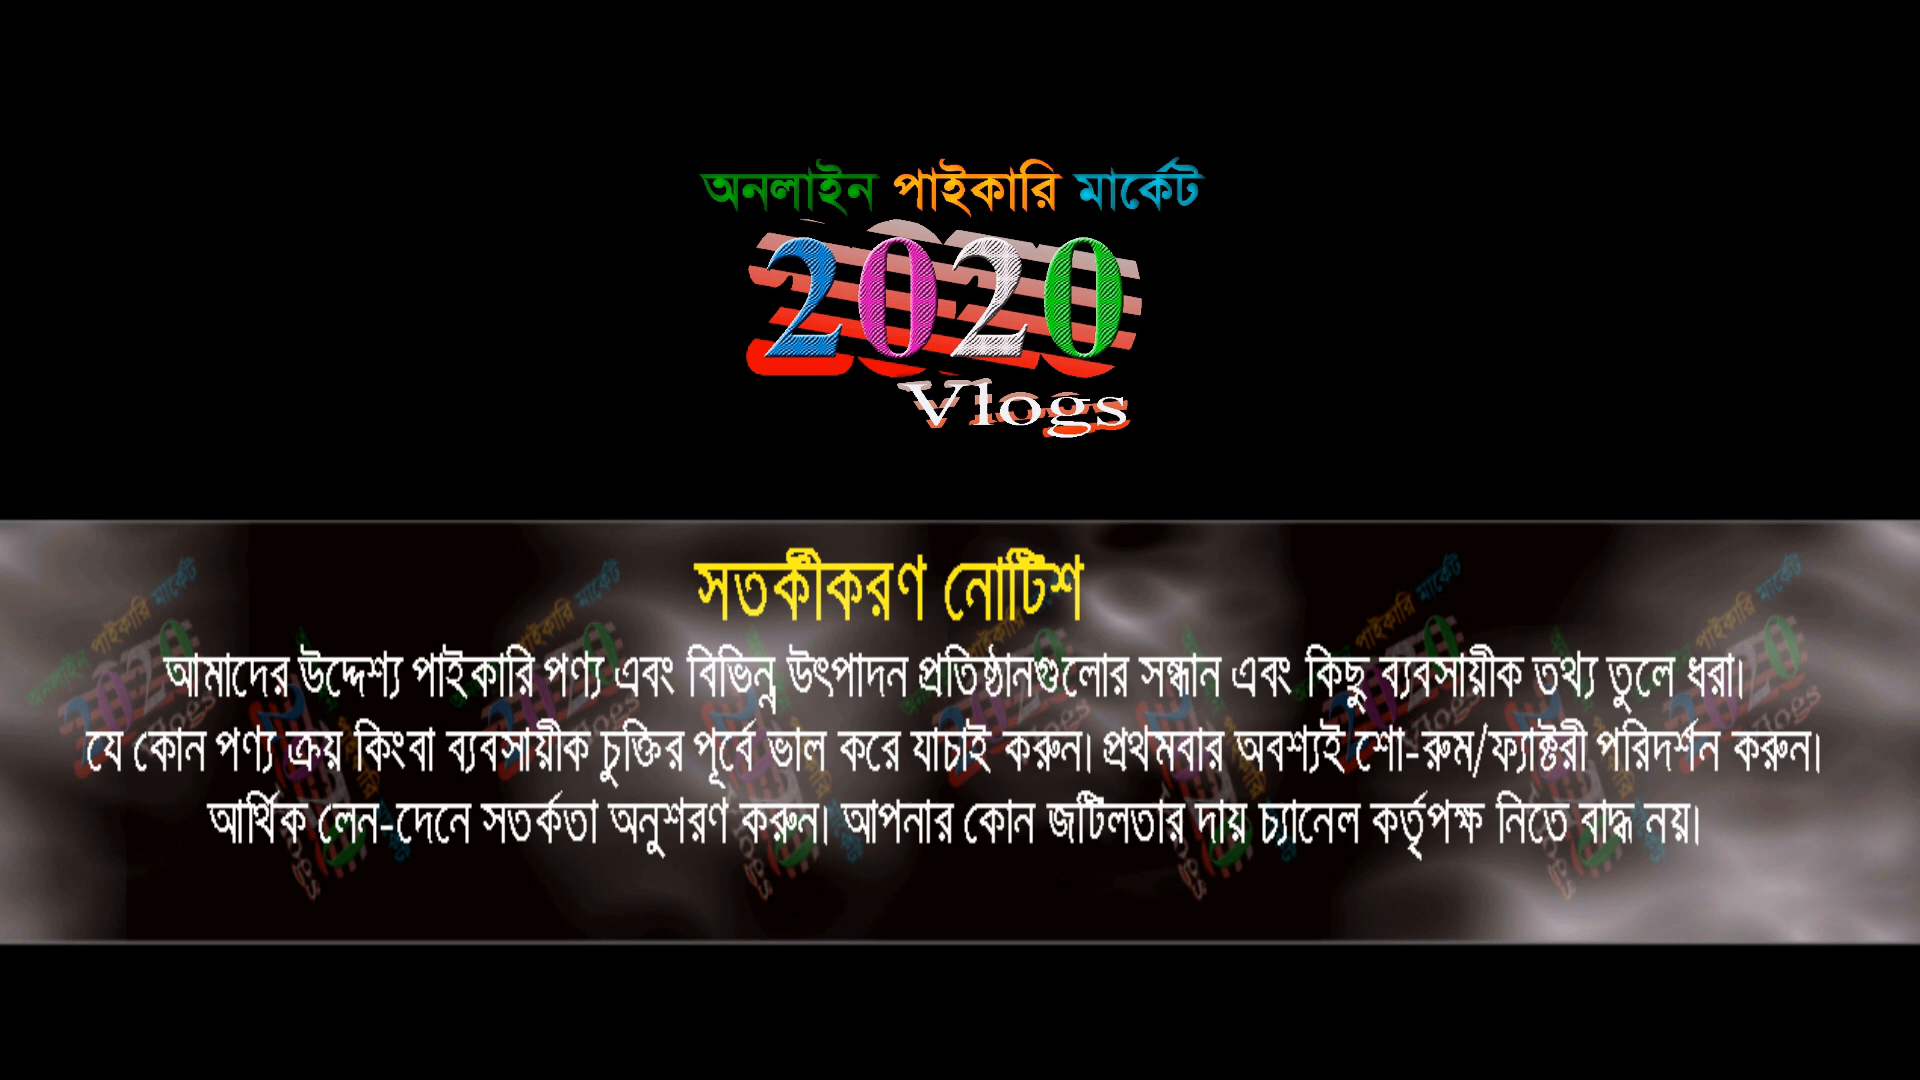 অনলাইন পাইকারি মার্কেট
2020
Vlogs
সতর্কীকরণ নোটিশ
আমাদের উদ্দেশ্য পাইকারি পণ্য এবং বিভিন্ন উৎপাদন প্রতিষ্ঠানগুলোর সন্ধান এবং কিছু ব্যবসায়ীক তথ্য তুলে ধরা।
যে কোন পণ্য ক্রয় কিংবা ব্যবসায়ীক চুক্তির পূর্বে ভাল করে যাচাই করুন। প্রথমবার অবশ্যই শো-রুম/ফ্যাক্টরী পরিদর্শন করুন।
আর্থিক লেন-দেনে সতর্কতা অনুশরণ করুন। আপনার কোন জটিলতার দায় চ্যানেল কর্তৃপক্ষ নিতে বাদ্ধ নয়।